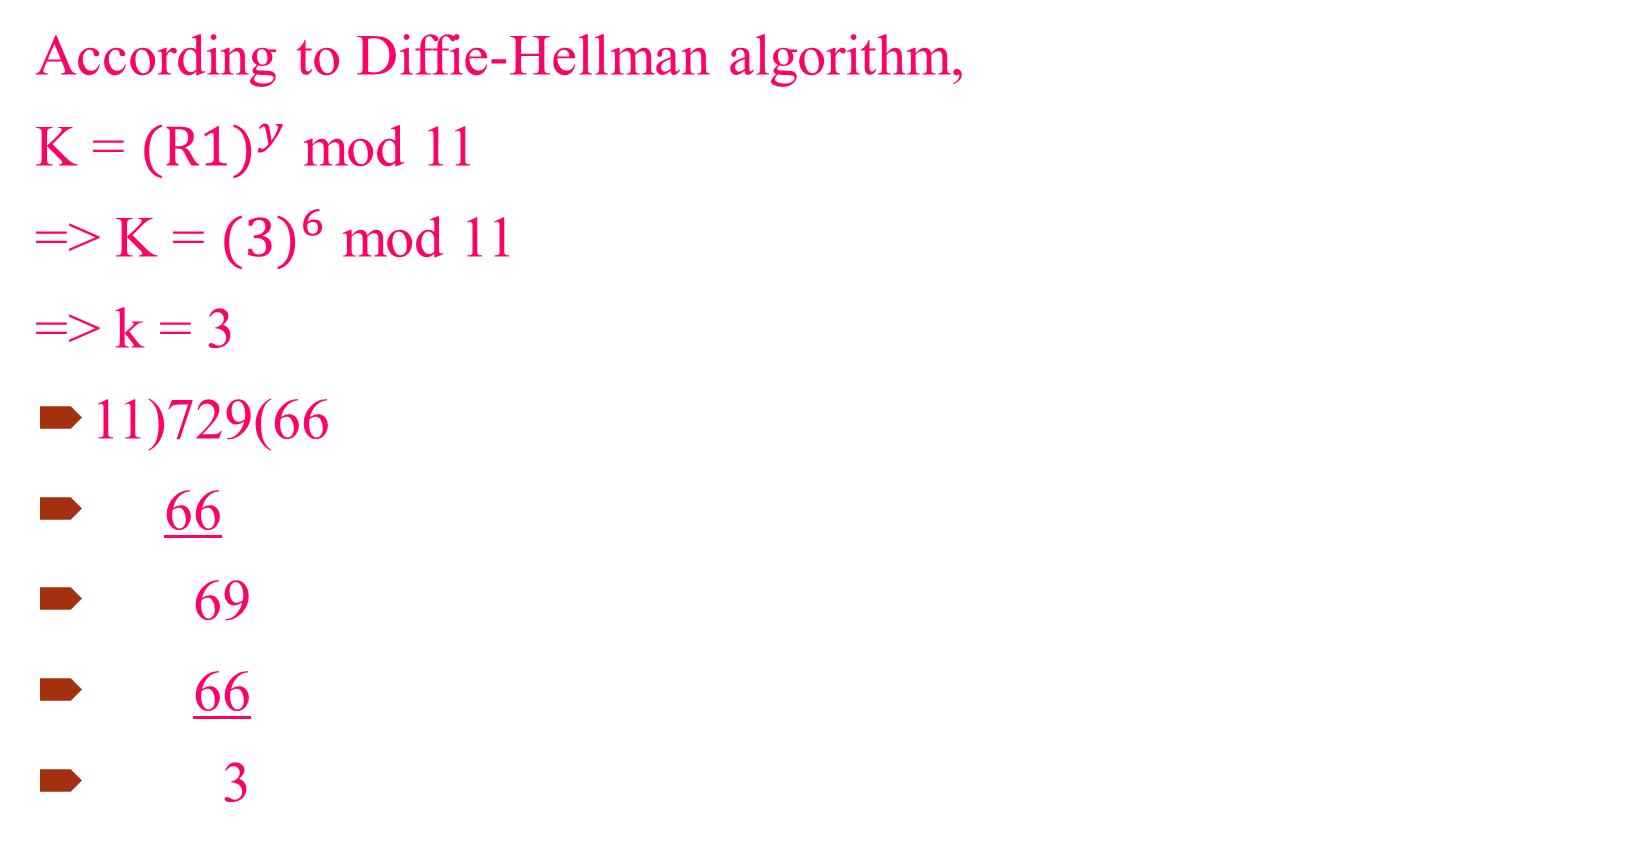 According to Diffie-Hellman algorithm,
K = (R1)^y mod 11
=> K = (3)^6 mod 11
=> k = 3
11)729(66
66
69
66
3